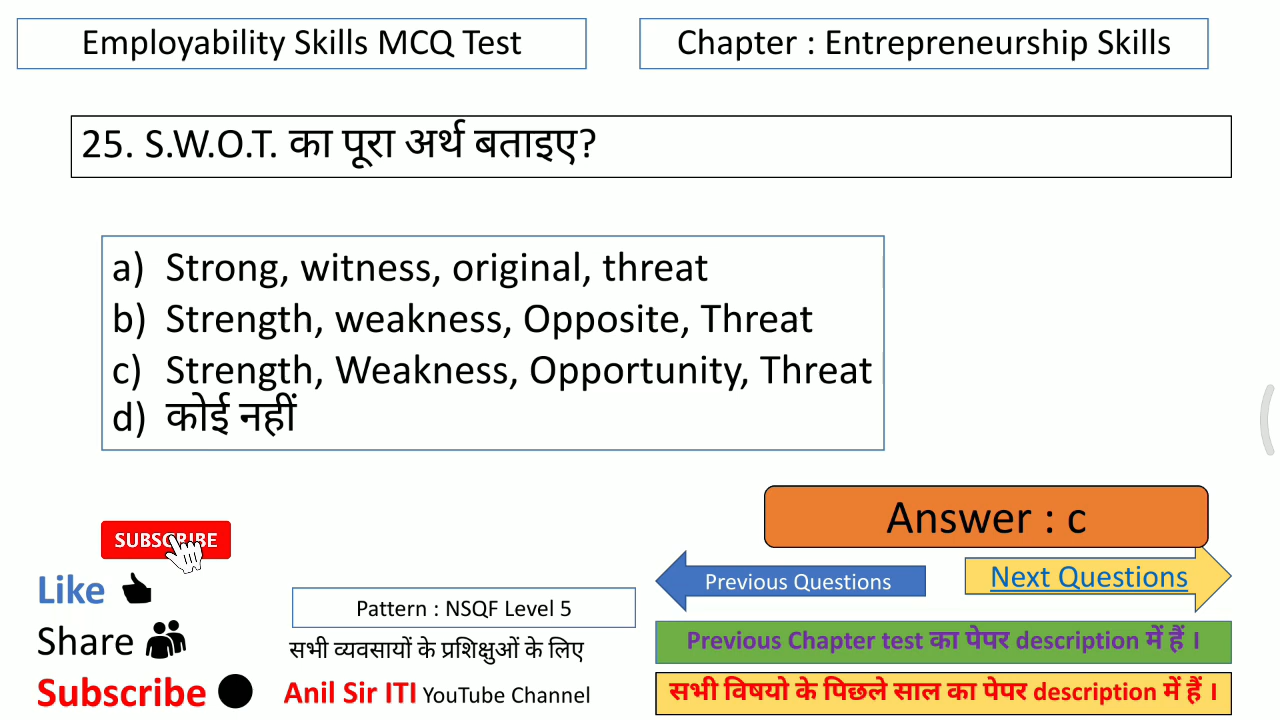 Employability Skills MCQ Test
Chapter : Entrepreneurship Skills
25. S.W.O.T. का पूरा अर्थ बताइए?
a) Strong, witness, original, threat
b) Strength, weakness, Opposite, Threat
c) Strength, Weakness, Opportunity, Threat
d) कोई नहीं
Answer : c
SUBSCRIBE
Previous Questions
Next Questions
Like
Pattern : NSQF Level 5
Share
सभी व्यवसायों के प्रशिक्षुओं के लिए
Previous Chapter test का पेपर description में हैं ।
Subscribe
Anil Sir ITI YouTube Channel
सभी विषयो के पिछले साल का पेपर description में हैं ।